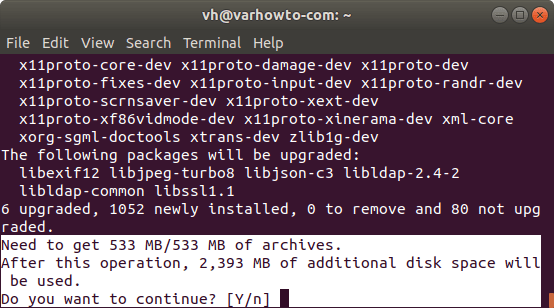 vh@varhowto-com: ~
File Edit View Search Terminal Help
x11proto-core-dev x11proto-damage-dev x11proto-dev
x11proto-fixes-dev x11proto-input-dev x11proto-randr-dev
x11proto-scrnsaver-dev x11proto-xext-dev
x11proto-xf86vidmode-dev x11proto-xinerama-dev xml-core
xorg-sgml-doctools xtrans-dev zlib1g-dev
The following packages will be upgraded:
libexif12 libjpeg-turbo8 libjson-c3 libldap-2.4-2
libldap-common libssl1.1
6 upgraded, 1052 newly installed, 0 to remove and 80 not upg
raded.
Need to get 533 MB/533 MB of archives.
After this operation, 2,393 MB of additional disk space will
be used.
Do you want to continue? [Y/n]